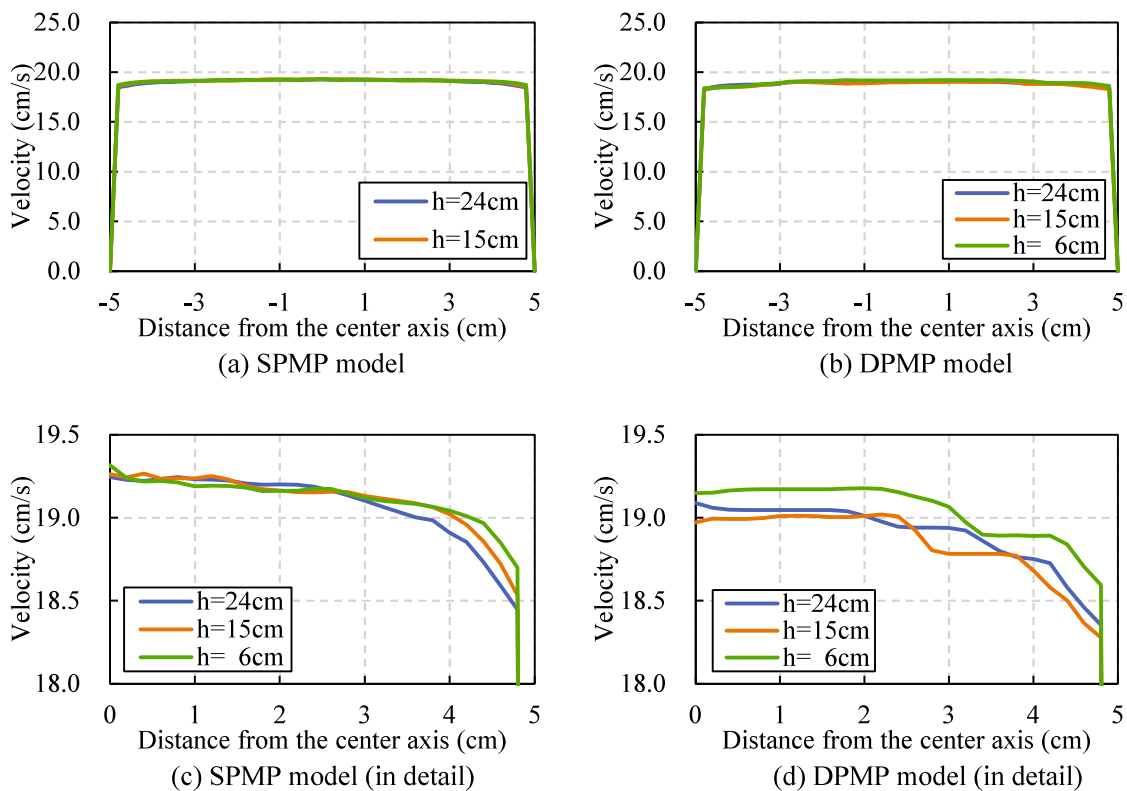 25.0
20.0
15.0
10.0
5.0
0.0
Velocity (cm/s)
h=24cm
h=15cm
-5 -3 -1 1 3 5
Distance from the center axis (cm)
(a) SPMP model
25.0
20.0
15.0
10.0
5.0
0.0
Velocity (cm/s)
h=24cm
h=15cm
h= 6cm
-5 -3 -1 1 3 5
Distance from the center axis (cm)
(b) DPMP model
19.5
19.0
18.5
18.0
Velocity (cm/s)
h=24cm
h=15cm
h= 6cm
0 1 2 3 4 5
Distance from the center axis (cm)
(c) SPMP model (in detail)
19.5
19.0
18.5
18.0
Velocity (cm/s)
h=24cm
h=15cm
h= 6cm
0 1 2 3 4 5
Distance from the center axis (cm)
(d) DPMP model (in detail)